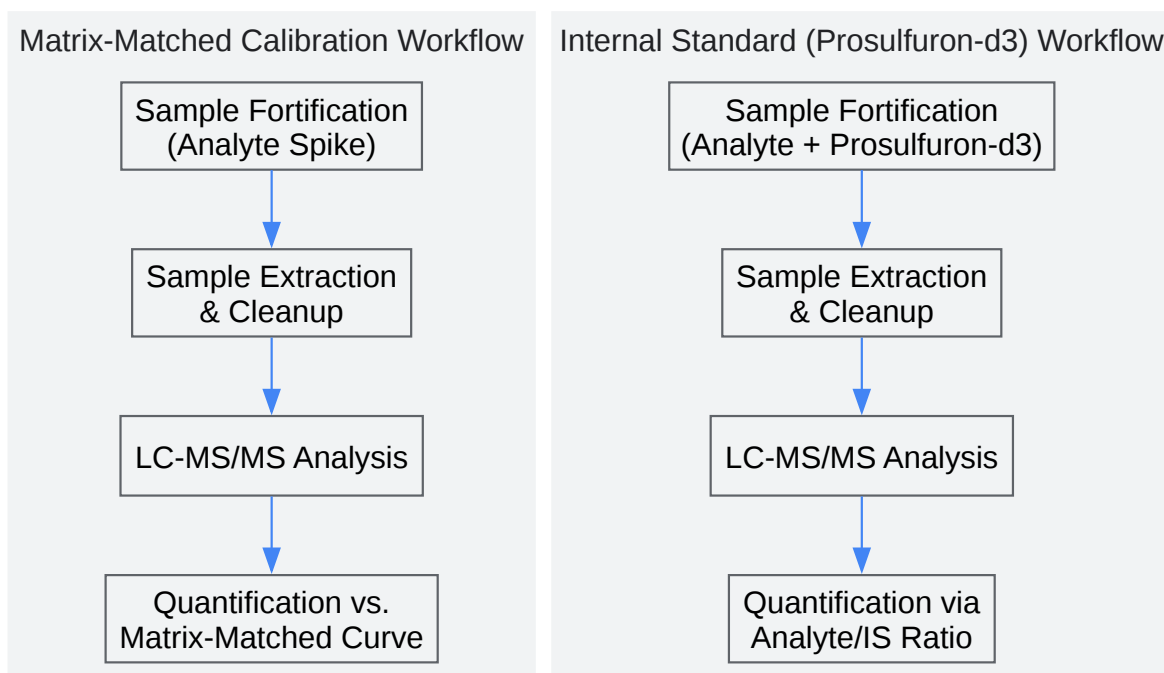 Matrix-Matched Calibration Workflow
Sample Fortification
(Analyte Spike)
Sample Extraction
& Cleanup
LC-MS/MS Analysis
Quantification vs.
Matrix-Matched Curve
Internal Standard (Prosulfuron-d3) Workflow
Sample Fortification
(Analyte + Prosulfuron-d3)
Sample Extraction
& Cleanup
LC-MS/MS Analysis
Quantification via
Analyte/IS Ratio